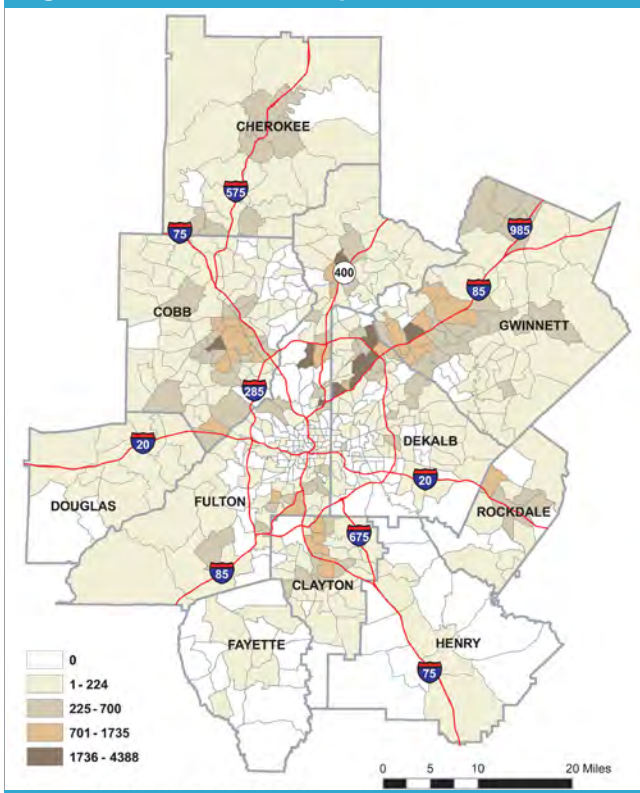 CHEROKEE
575
75
985
400
85
COBB
GWINNETT
285
DEKALB
20
20
DOUGLAS
FULTON
ROCKDALE
675
85
CLAYTON
FAYETTE
HENRY
75
0
1 - 224
225 - 700
701 - 1735
1736 - 4388
0 5 10 20 Miles